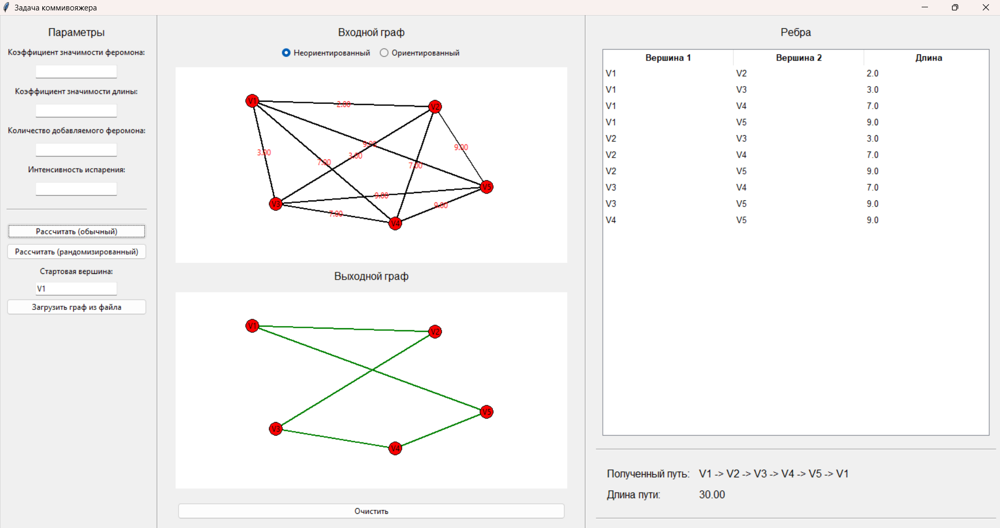 Задача коммивояжера
Параметры
Коэффициент значимости феромона:
Коэффициент значимости длины:
Количество добавляемого феромона:
Интенсивность испарения:
Рассчитать (обычный)
Рассчитать (рандомизированный)
Стартовая вершина:
V1
Загрузить граф из файла
Входной граф
Неориентированный Ориентированный
V1
2.00
V2
9.00
9.00
3.00
3.00
7.00
7.00
V5
9.00
V3
9.00
7.00
V4
Выходной граф
V1
V2
V5
V3
V4
Очистить
Ребра
Вершина 1 Вершина 2 Длина
V1 V2 2.0
V1 V3 3.0
V1 V4 7.0
V1 V5 9.0
V2 V3 3.0
V2 V4 7.0
V2 V5 9.0
V3 V4 7.0
V3 V5 9.0
V4 V5 9.0
Полученный путь: V1 -> V2 -> V3 -> V4 -> V5 -> V1
Длина пути: 30.00